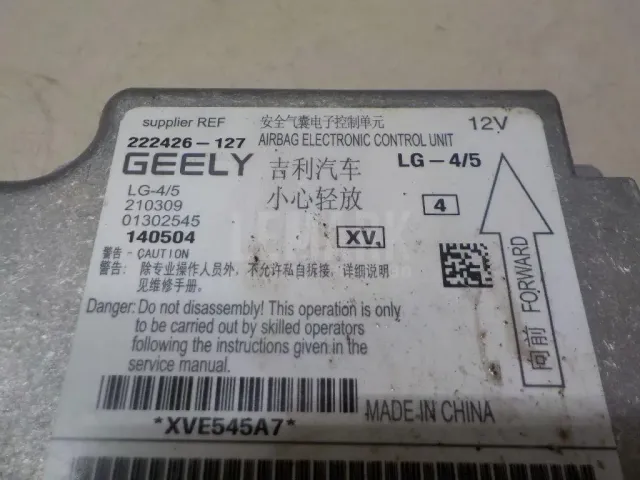 supplier REF 安全气囊电子控制单元 12V
222426-127 AIRBAG ELECTRONIC CONTROL UNIT
GEELY 吉利汽车 LG-4/5
LG-4/5 小心轻放
210309 4
01302545
140504 XV,
警告 - CAUTION
警告: 除专业操作人员外, 不允许私自拆接, 详细说明
见维修手册.
Danger: Do not disassembly! This operation is only
to be carried out by skilled operators
following the instructions given in the
service manual.
向前 FORWARD
MADE IN CHINA
*XVE545A7*